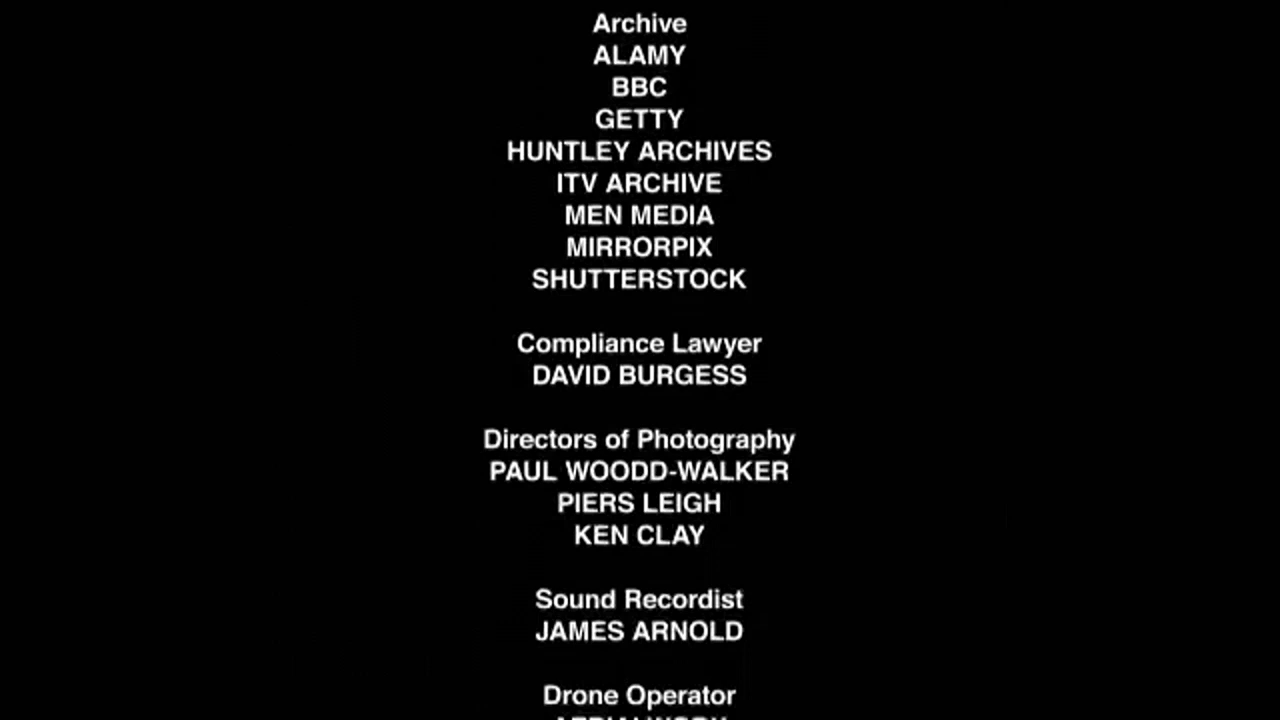 Archive
ALAMY
BBC
GETTY
HUNTLEY ARCHIVES
ITV ARCHIVE
MEN MEDIA
MIRRORPIX
SHUTTERSTOCK
Compliance Lawyer
DAVID BURGESS
Directors of Photography
PAUL WOODD-WALKER
PIERS LEIGH
KEN CLAY
Sound Recordist
JAMES ARNOLD
Drone Operator